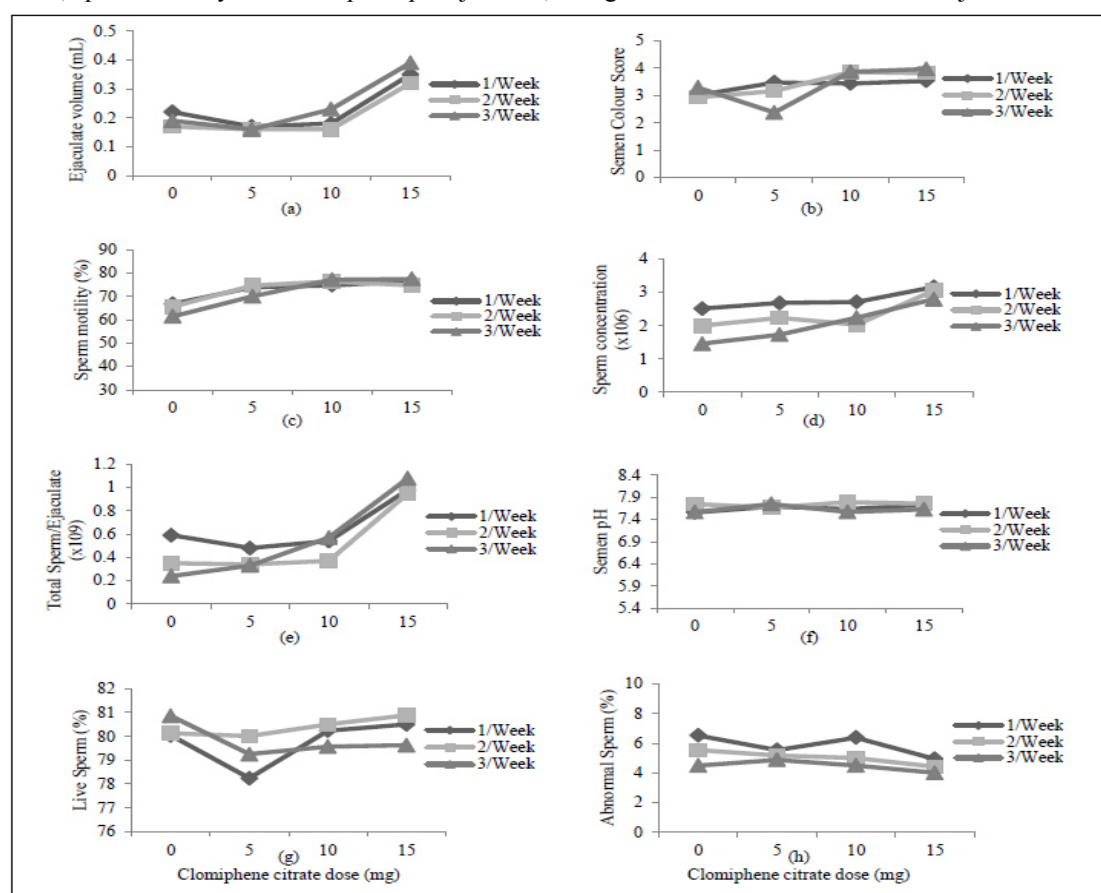 Ejaculate volume (mL)
0.5
0.4
0.3
0.2
0.1
0
0 5 10 15
(a)
1/Week
2/Week
3/Week
Semen Colour Score
5
4
3
2
1
0
0 5 10 15
(b)
1/Week
2/Week
3/Week
Sperm motility (%)
90
80
70
60
50
40
30
0 5 10 15
(c)
1/Week
2/Week
3/Week
Sperm concentration
(x106)
4
3
2
1
0
0 5 10 15
(d)
1/Week
2/Week
3/Week
Total Sperm/Ejaculate
(x109)
1.2
1
0.8
0.6
0.4
0.2
0
0 5 10 15
(e)
1/Week
2/Week
3/Week
Semen pH
8.4
7.9
7.4
6.9
6.4
5.9
5.4
0 5 10 15
(f)
1/Week
2/Week
3/Week
Live Sperm (%)
82
81
80
79
78
77
76
0 5 10 15
(g)
Clomiphene citrate dose (mg)
1/Week
2/Week
3/Week
Abnormal Sperm (%)
10
8
6
4
2
0
0 5 10 15
(h)
Clomiphene citrate dose (mg)
1/Week
2/Week
3/Week